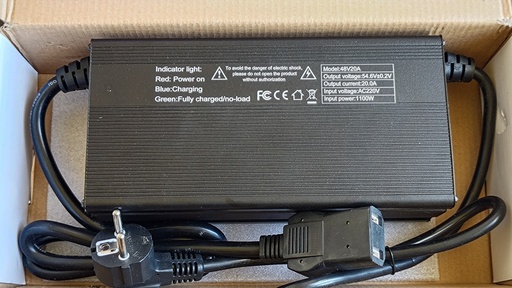 Indicator light:
Red: Power on
Blue:Charging
Green:Fully charged/no-load
To avoid the danger of electric shock,
please do not open the product
without authorization
FC CE
Model:48V20A
Output voltage:54.6V±0.2V
Output current:20.0A
Input voltage:AC220V
Input power:1100W